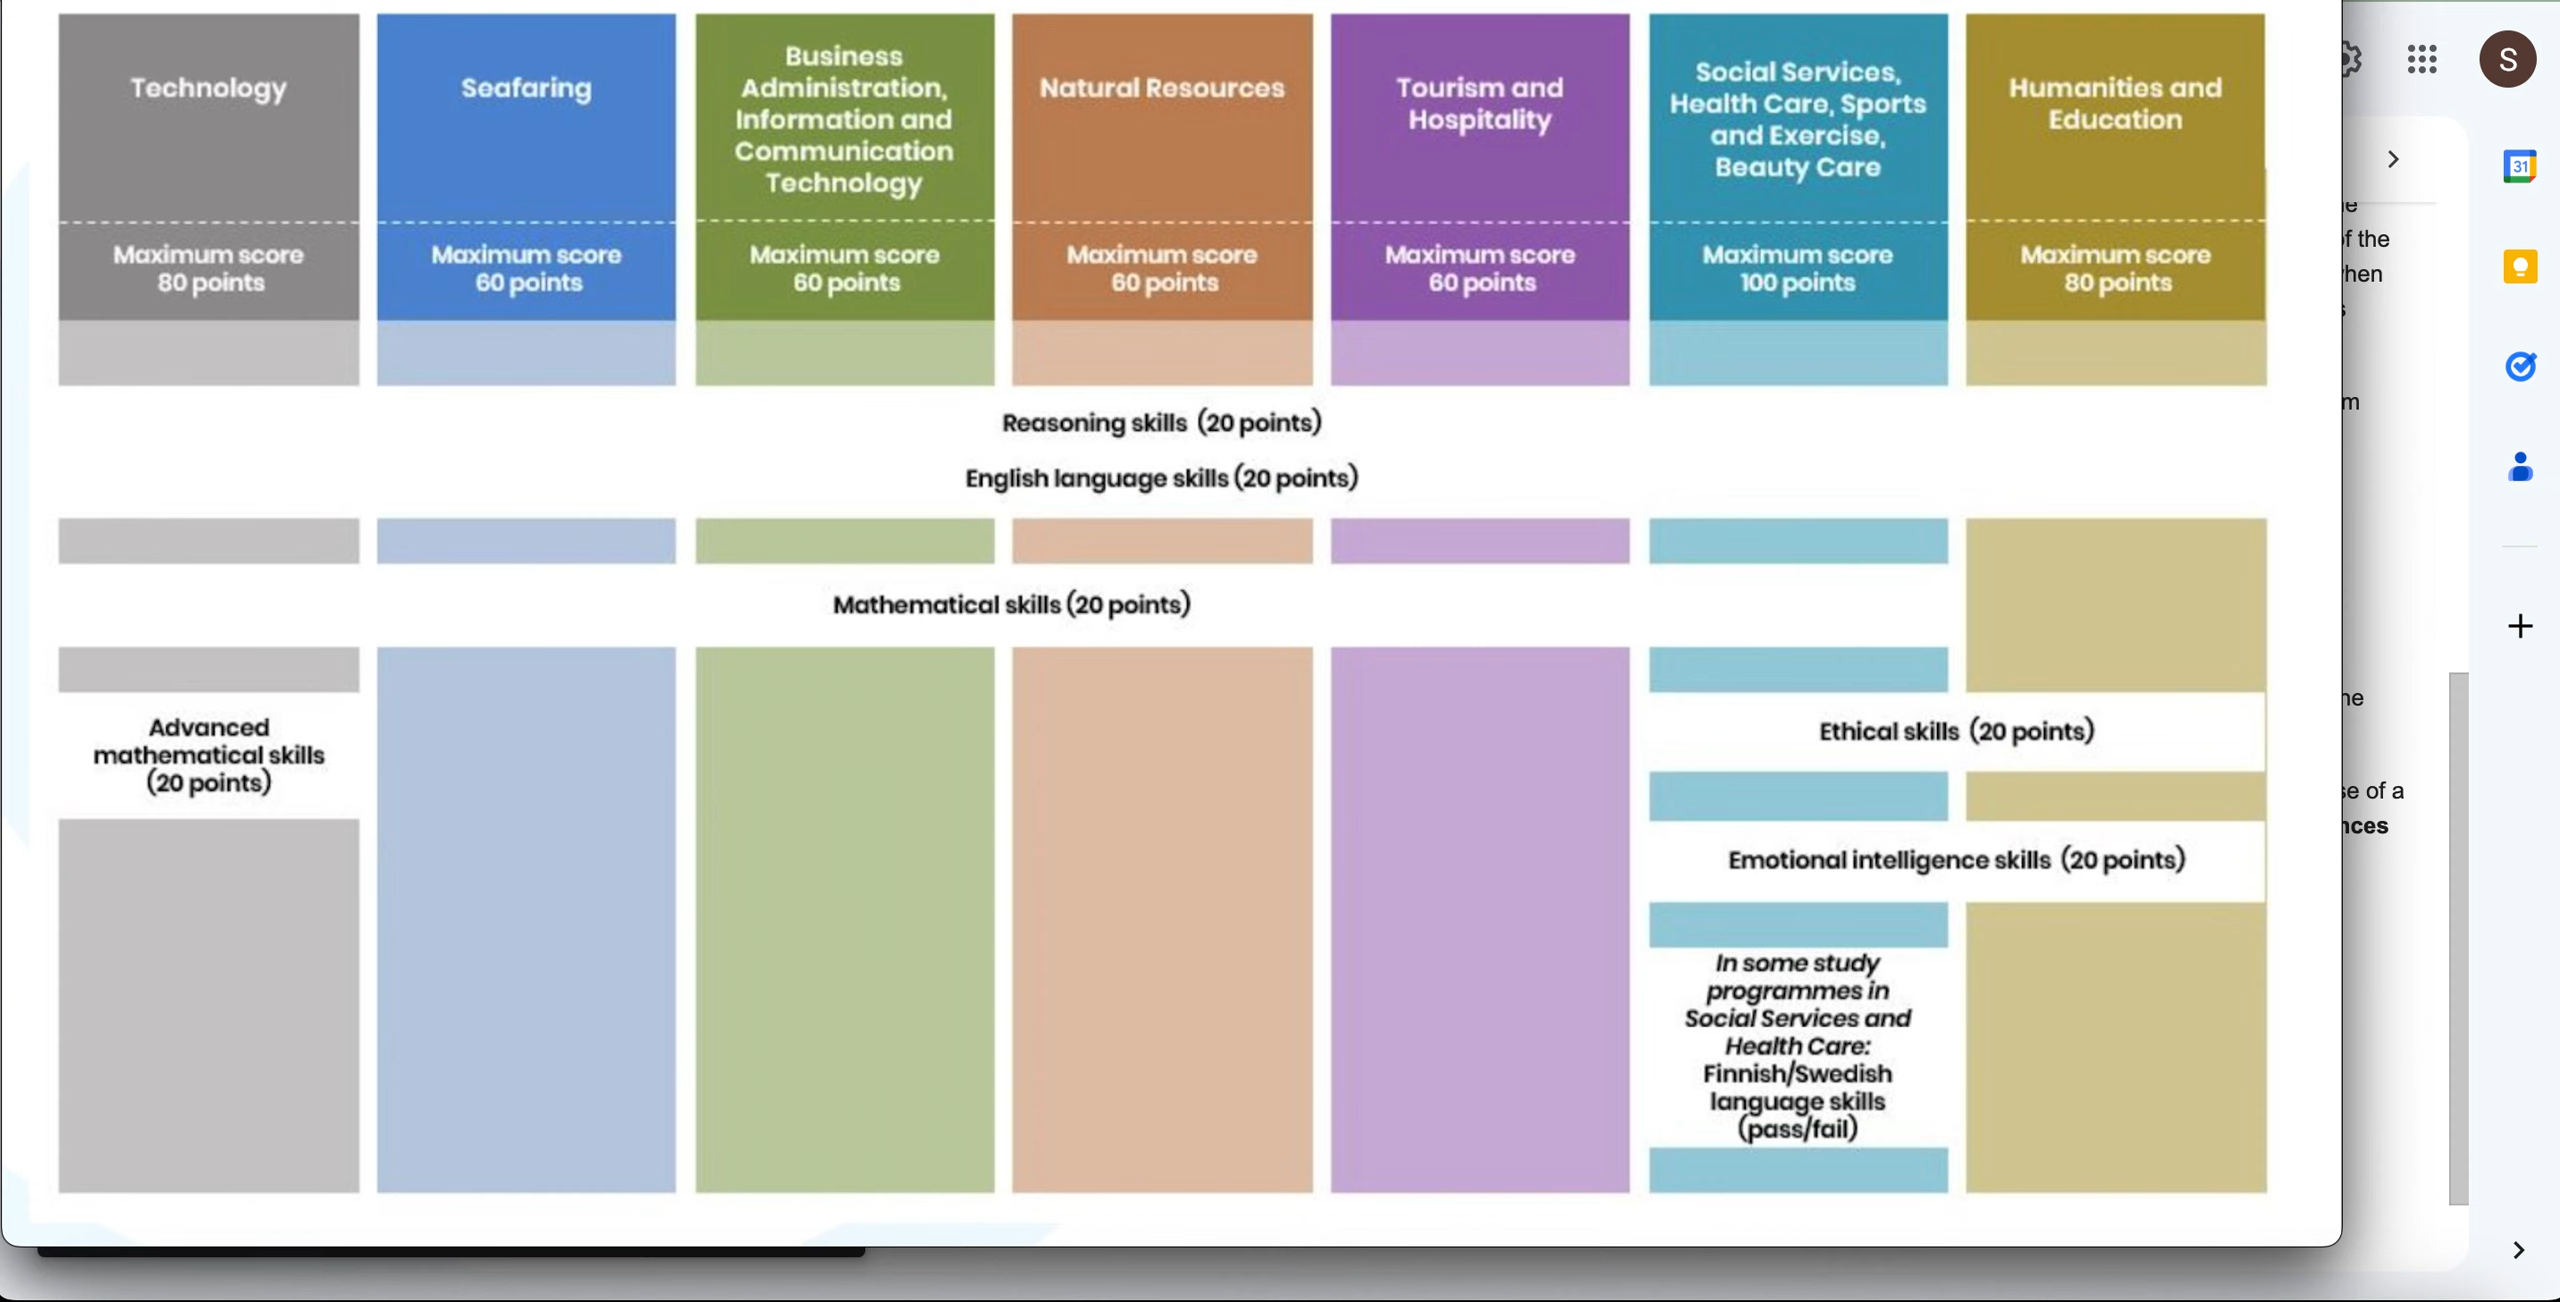 Technology
Maximum score
80 points
Seafaring
Maximum score
60 points
Business
Administration,
Information and
Communication
Technology
Maximum score
60 points
Natural Resources
Maximum score
60 points
Tourism and
Hospitality
Maximum score
60 points
Social Services,
Health Care, Sports
and Exercise,
Beauty Care
Maximum score
100 points
Humanities and
Education
Maximum score
80 points
Reasoning skills (20 points)
English language skills (20 points)
Mathematical skills (20 points)
Advanced
mathematical skills
(20 points)
Ethical skills (20 points)
Emotional intelligence skills (20 points)
In some study
programmes in
Social Services and
Health Care:
Finnish/Swedish
language skills
(pass/fail)
S
31
the
of a